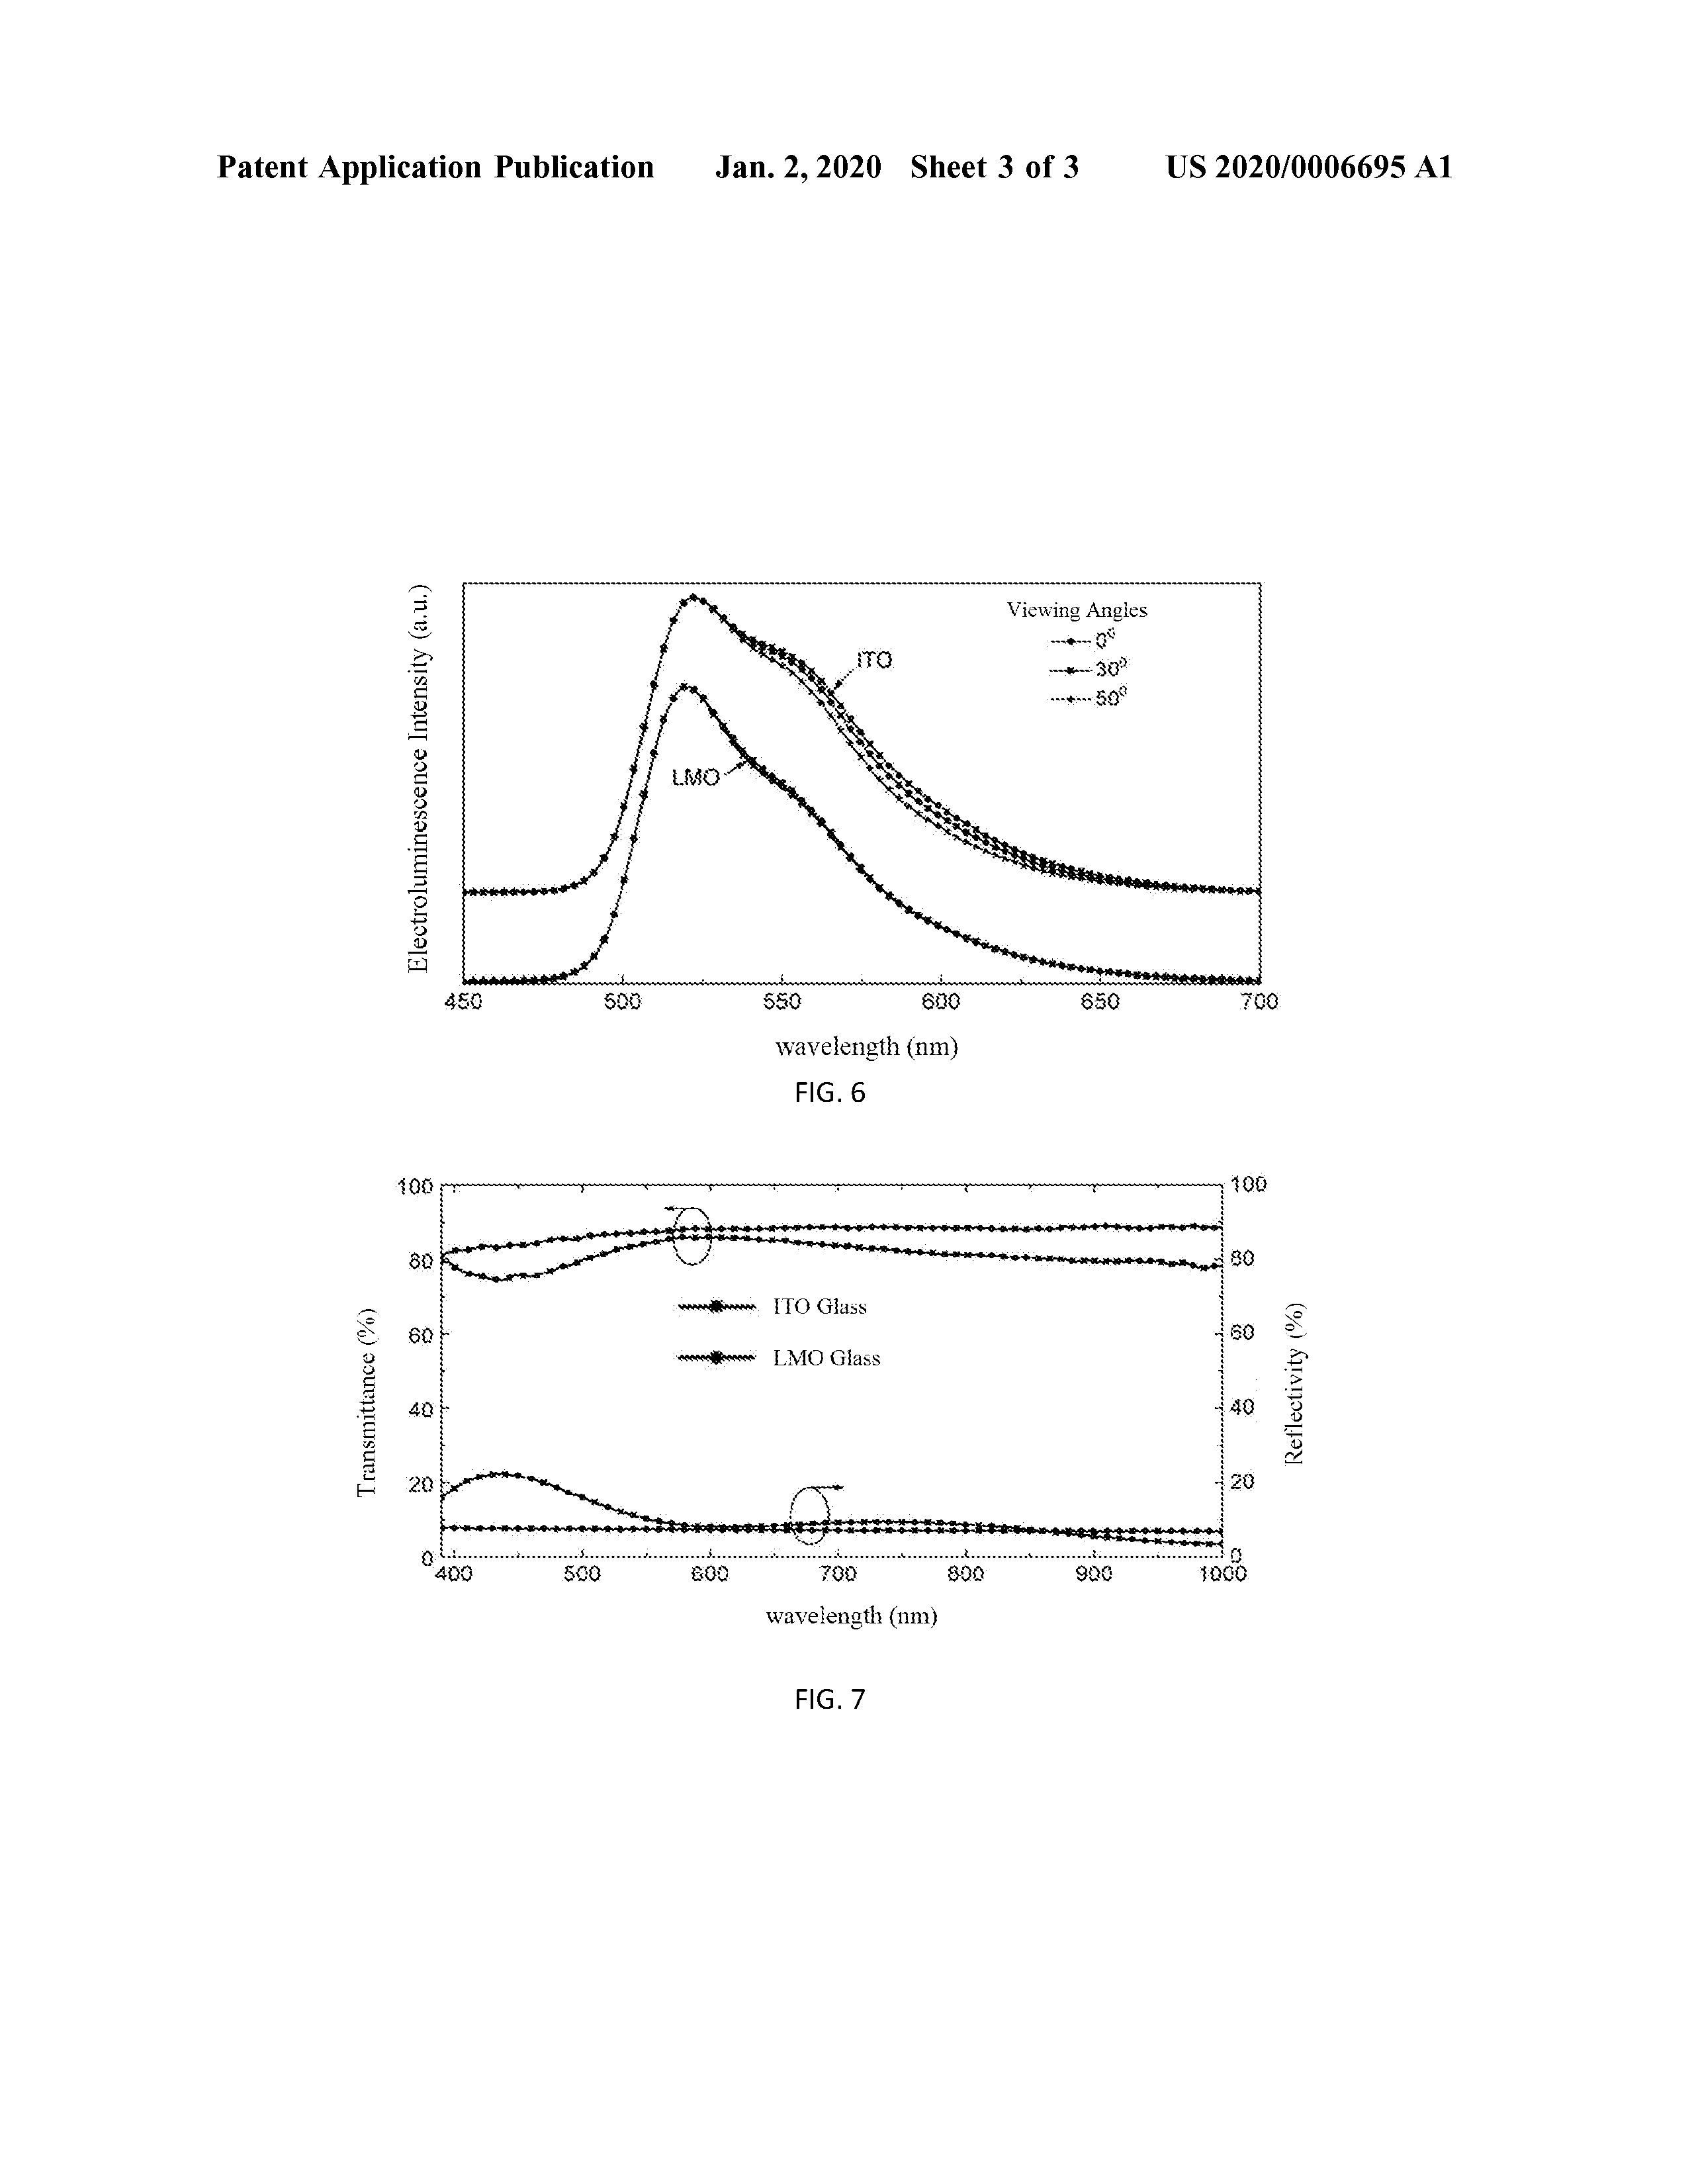 Patent Application Publication Jan. 2, 2020 Sheet 3 of 3 US 2020/0006695 A1
Electroluminescence Intensity (a.u.)
Viewing Angles
0⁰
30⁰
50⁰
ITO
LMO
450 500 550 600 650 700
wavelength (nm)
FIG. 6
Transmittance (%)
100
80
60
40
20
0
ITO Glass
LMO Glass
100
80
60
40
20
0
Reflectivity (%)
400 500 600 700 800 900 1000
wavelength (nm)
FIG. 7